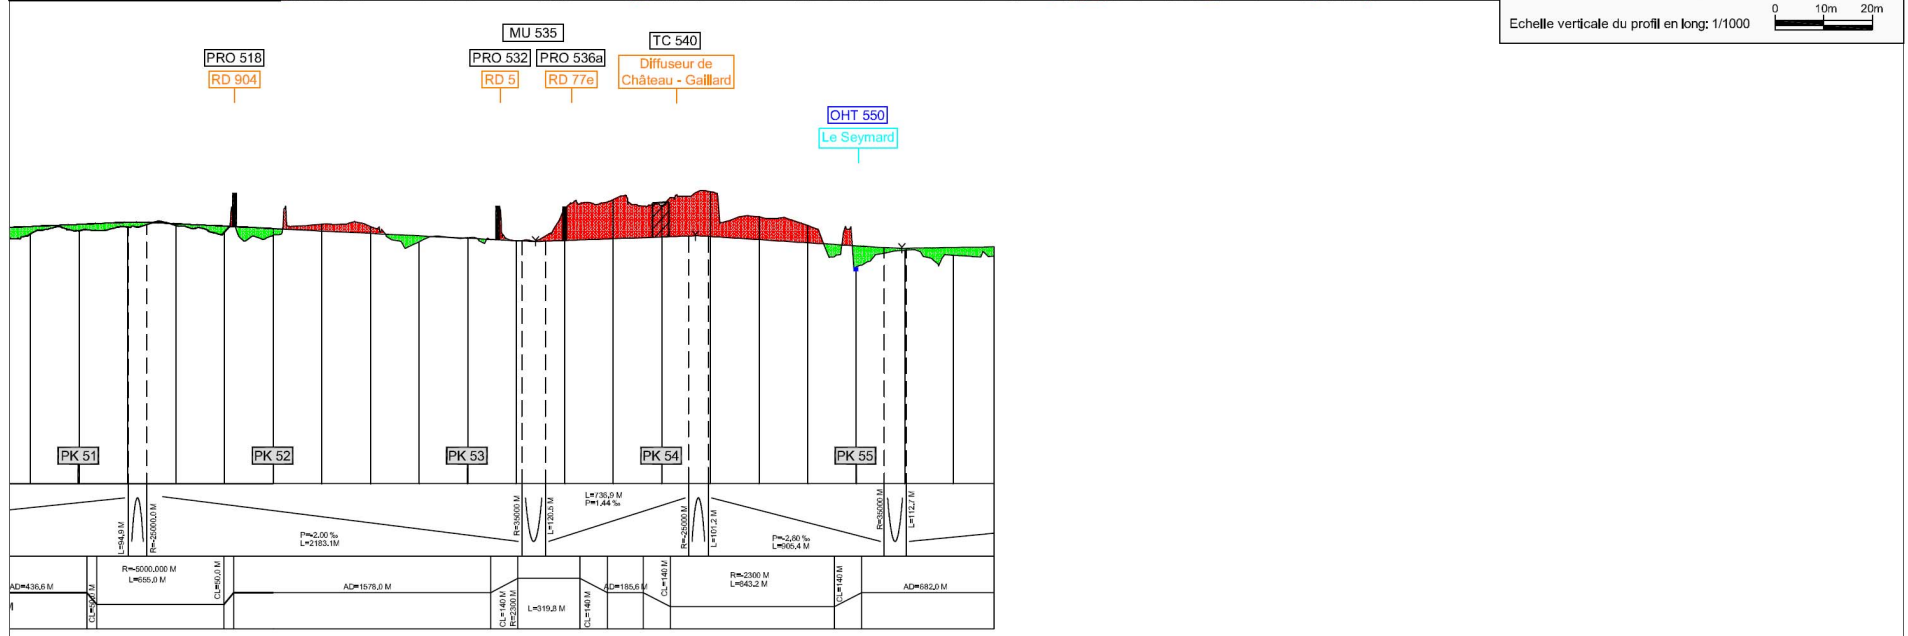 0 10m 20m
Echelle verticale du profil en long: 1/1000
MU 535
TC 540
PRO 518
PRO 532
PRO 536a
Diffuseur de
Château - Gaillard
RD 904
RD 5
RD 77e
OHT 550
Le Seymard
PK 51
PK 52
PK 53
PK 54
PK 55
L=94,9 M
R=-25000.0 M
P=-2.00 ‰
L=2183.1M
R=35000 M
L=120.5 M
L=736,9 M
P=1,44 ‰
R=-25000 M
L=101,2 M
P=-2,60 ‰
L=905,4 M
R=35000 M
L=112,7 M
AD=436,6 M
R=-5000.000 M
L=655,0 M
CL=50,0 M
AD=1578,0 M
CL=140 M
R=2300 M
L=319,8 M
CL=140 M
AD=185,6 M
CL=140 M
R=-2300 M
L=843,2 M
CL=140 M
AD=682,0 M